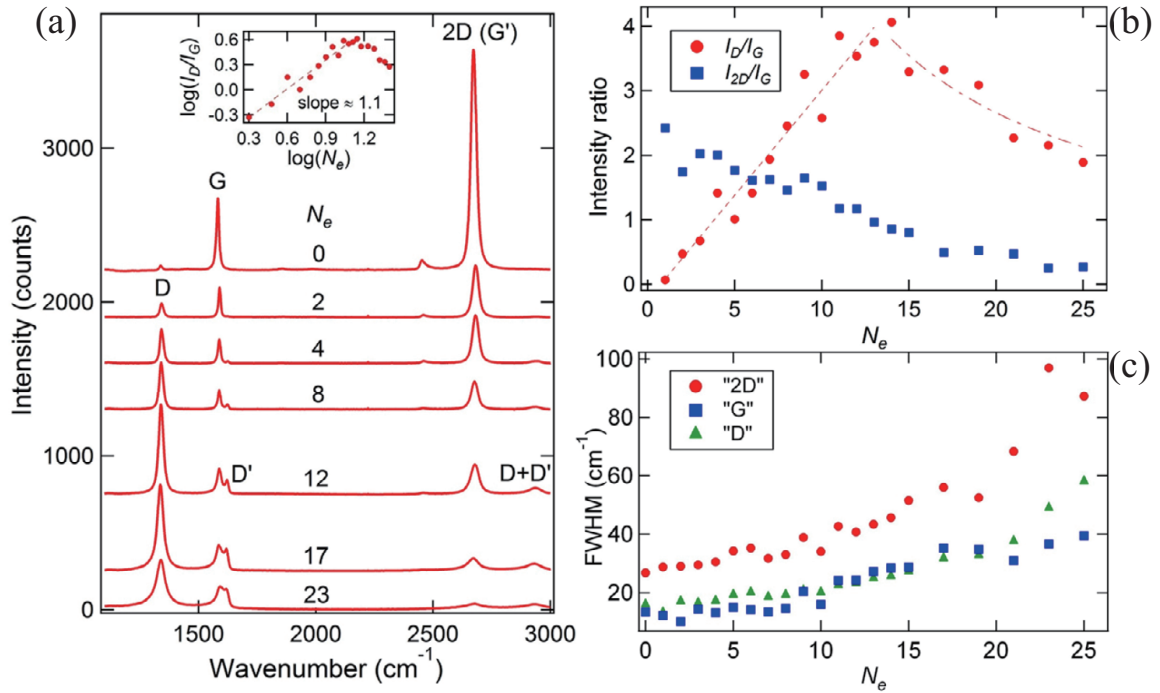 (a)
log(I_D/I_G)
0.6
0.3
0.0
-0.3
slope ≈ 1.1
0.3 0.6 0.9 1.2
log(N_e)
2D (G')
G
N_e
0
D
2
4
8
D'
12
D+D'
17
23
Intensity (counts)
3000
2000
1000
0
1500 2000 2500 3000
Wavenumber (cm⁻¹)
(b)
I_D/I_G
I_2D/I_G
Intensity ratio
4
3
2
1
0
0 5 10 15 20 25
N_e
(c)
"2D"
"G"
"D"
FWHM (cm⁻¹)
100
80
60
40
20
0 5 10 15 20 25
N_e